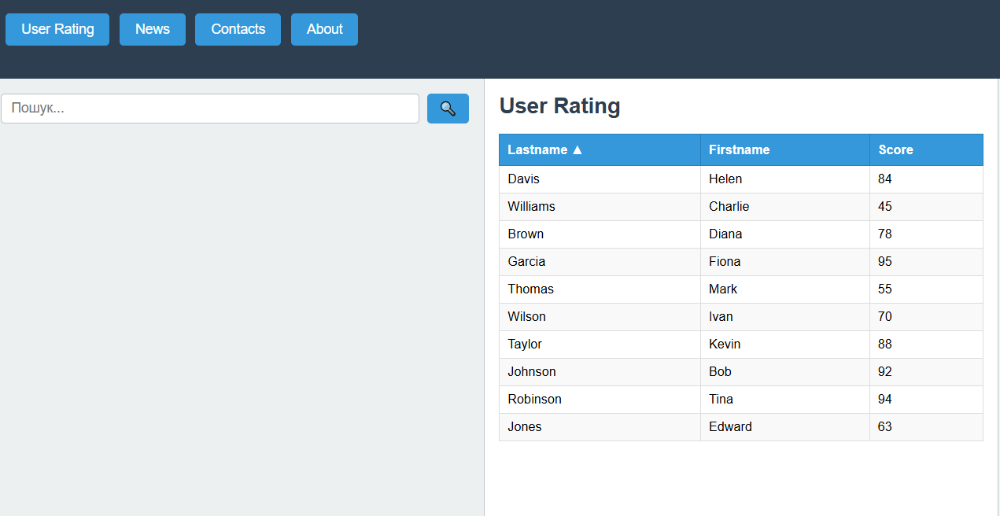 User Rating News Contacts About
Пошук...
User Rating
Lastname ▲ Firstname Score
Davis Helen 84
Williams Charlie 45
Brown Diana 78
Garcia Fiona 95
Thomas Mark 55
Wilson Ivan 70
Taylor Kevin 88
Johnson Bob 92
Robinson Tina 94
Jones Edward 63